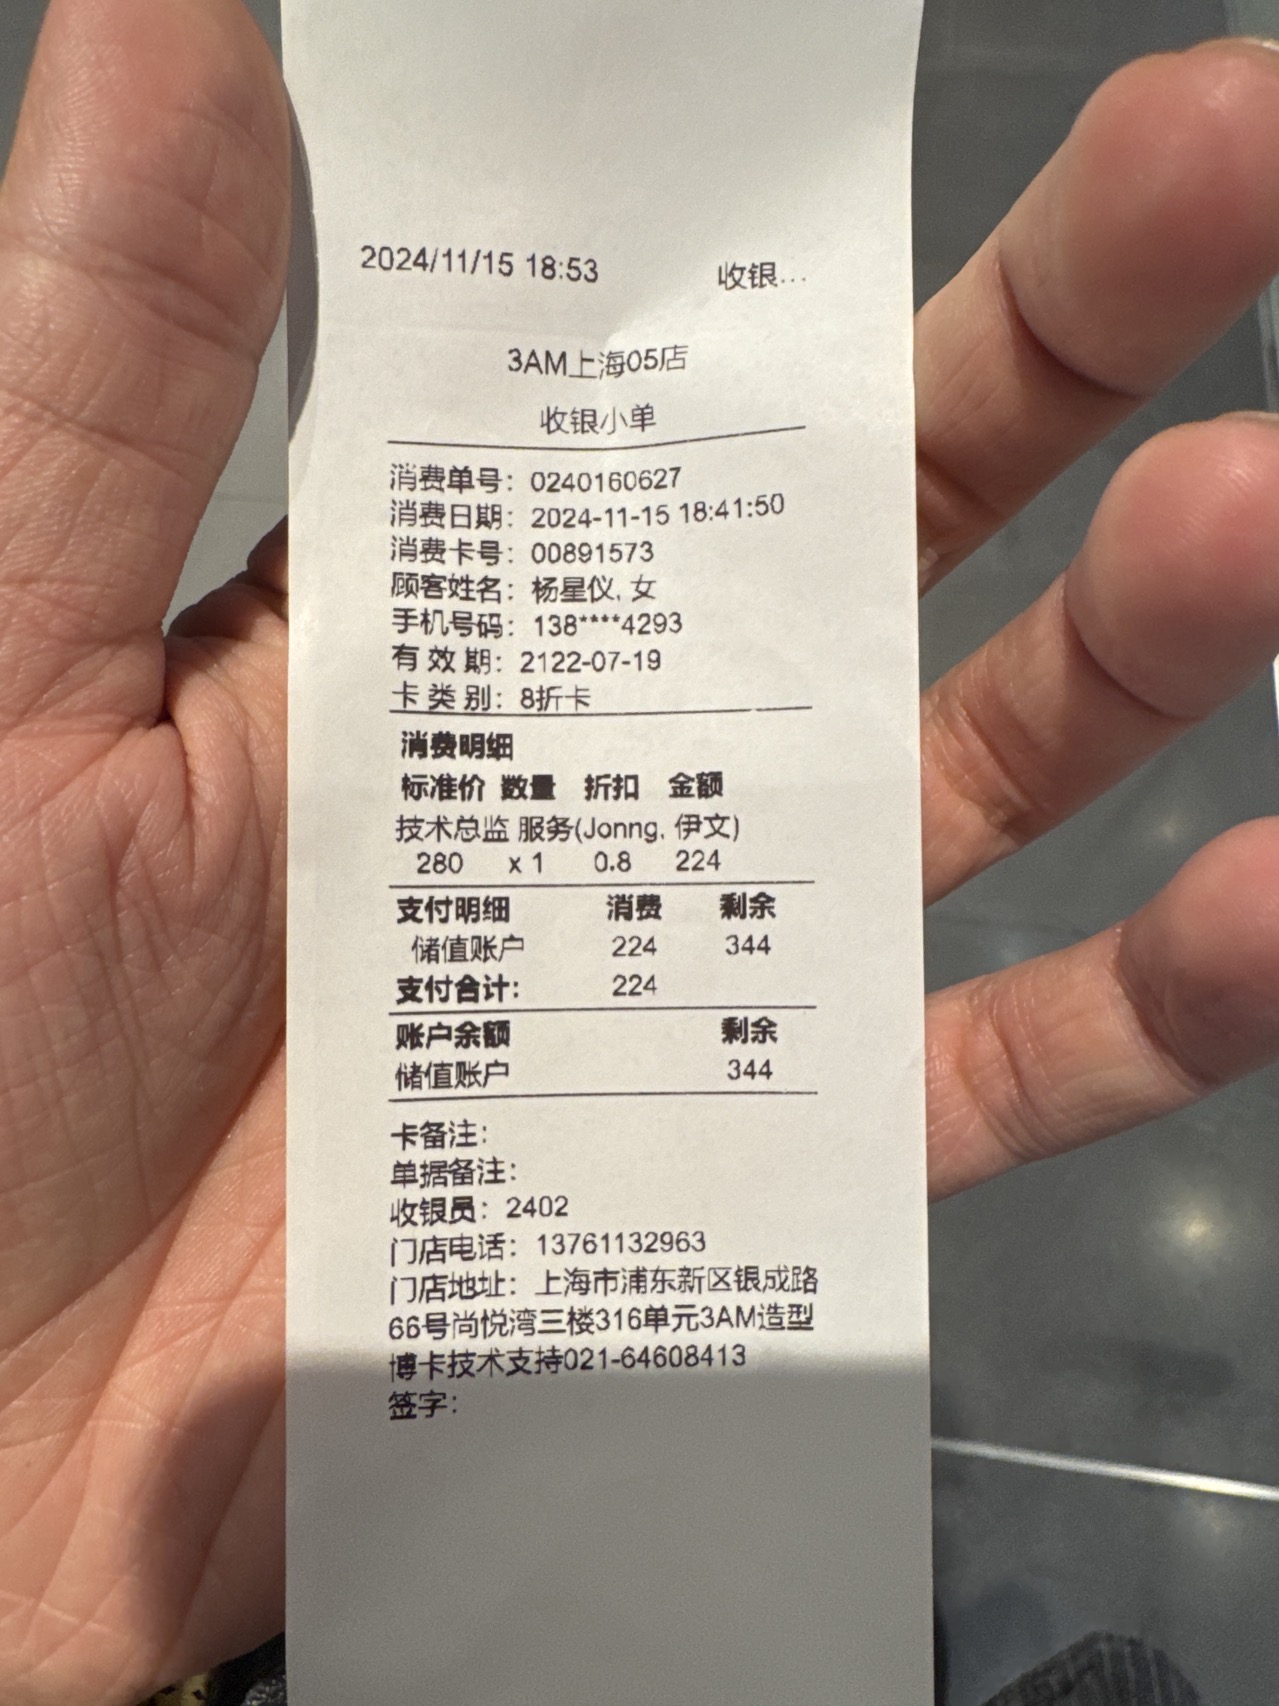 2024/11/15 18:53 收银...
3AM上海05店
收银小单
消费单号：0240160627
消费日期：2024-11-15 18:41:50
消费卡号：00891573
顾客姓名：杨星仪, 女
手机号码：138****4293
有 效 期：2122-07-19
卡 类 别：8折卡
消费明细
标准价 数量 折扣 金额
技术总监 服务(Jonng, 伊文)
280 x 1 0.8 224
支付明细 消费 剩余
储值账户 224 344
支付合计： 224
账户余额 剩余
储值账户 344
卡备注：
单据备注：
收银员：2402
门店电话：13761132963
门店地址：上海市浦东新区银成路
66号尚悦湾三楼316单元3AM造型
博卡技术支持021-64608413
签字：